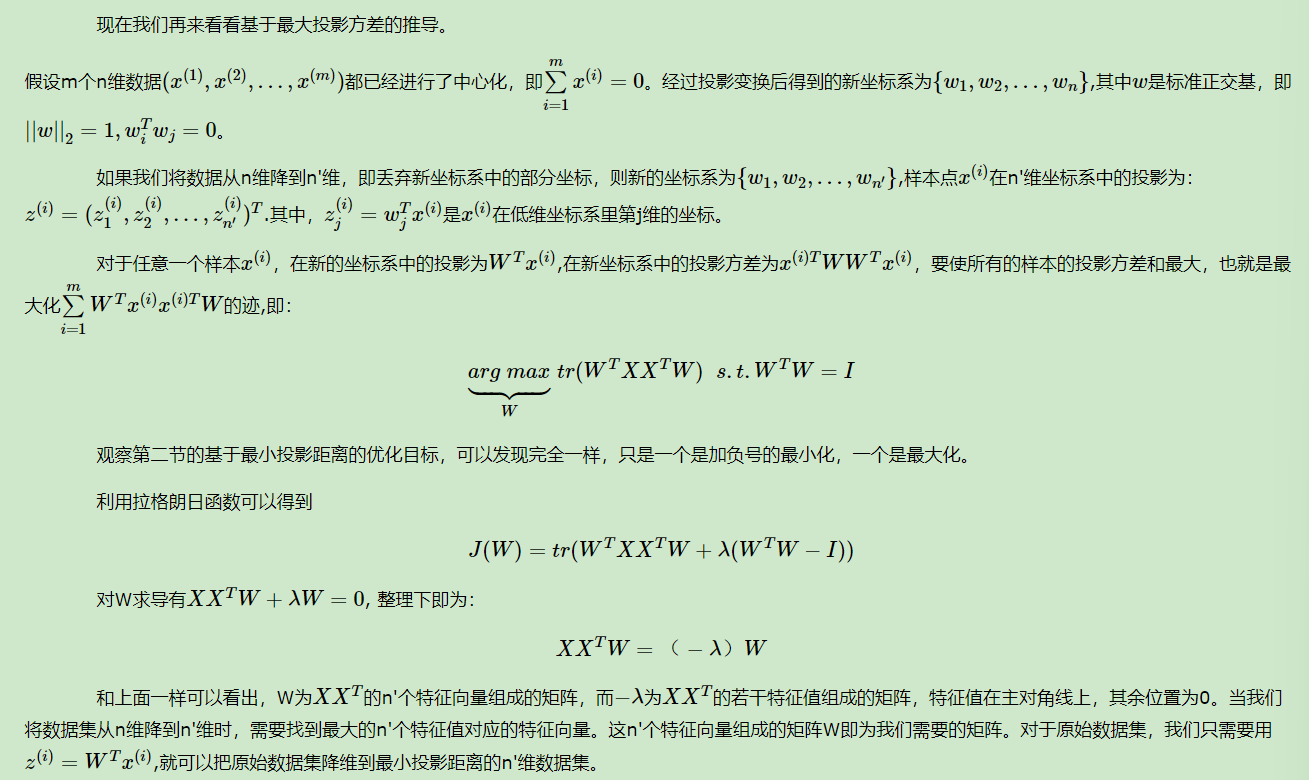 现在我们再来看看基于最大投影方差的推导。
假设m个n维数据$(x^{(1)}, x^{(2)}, \ldots, x^{(m)})$都已经进行了中心化，即$\sum\limits_{i=1}^{m} x^{(i)} = 0$。经过投影变换后得到的新坐标系为$\{w_1, w_2, \ldots, w_n\}$,其中$w$是标准正交基，即
$||w||_2 = 1, w_i^T w_j = 0$。
如果我们将数据从n维降到n'维，即丢弃新坐标系中的部分坐标，则新的坐标系为$\{w_1, w_2, \ldots, w_{n'}\}$,样本点$x^{(i)}$在n'维坐标系中的投影为：
$z^{(i)} = (z_1^{(i)}, z_2^{(i)}, \ldots, z_{n'}^{(i)})^T$.其中，$z_j^{(i)} = w_j^T x^{(i)}$是$x^{(i)}$在低维坐标系里第j维的坐标。
对于任意一个样本$x^{(i)}$，在新的坐标系中的投影为$W^T x^{(i)}$,在新坐标系中的投影方差为$x^{(i)T} W W^T x^{(i)}$，要使所有的样本的投影方差和最大，也就是最
大化$\sum\limits_{i=1}^{m} W^T x^{(i)} x^{(i)T} W$的迹,即：
$\underbrace{arg\ max}_{W}\ tr(W^T X X^T W)\ \ s.t. W^T W = I$
观察第二节的基于最小投影距离的优化目标，可以发现完全一样，只是一个是加负号的最小化，一个是最大化。
利用拉格朗日函数可以得到
$J(W) = tr(W^T X X^T W + \lambda(W^T W - I))$
对W求导有$X X^T W + \lambda W = 0$, 整理下即为：
$X X^T W = （-\lambda）W$
和上面一样可以看出，W为$X X^T$的n'个特征向量组成的矩阵，而$-\lambda$为$X X^T$的若干特征值组成的矩阵，特征值在主对角线上，其余位置为0。当我们
将数据集从n维降到n'维时，需要找到最大的n'个特征值对应的特征向量。这n'个特征向量组成的矩阵W即为我们需要的矩阵。对于原始数据集，我们只需要用
$z^{(i)} = W^T x^{(i)}$,就可以把原始数据集降维到最小投影距离的n'维数据集。